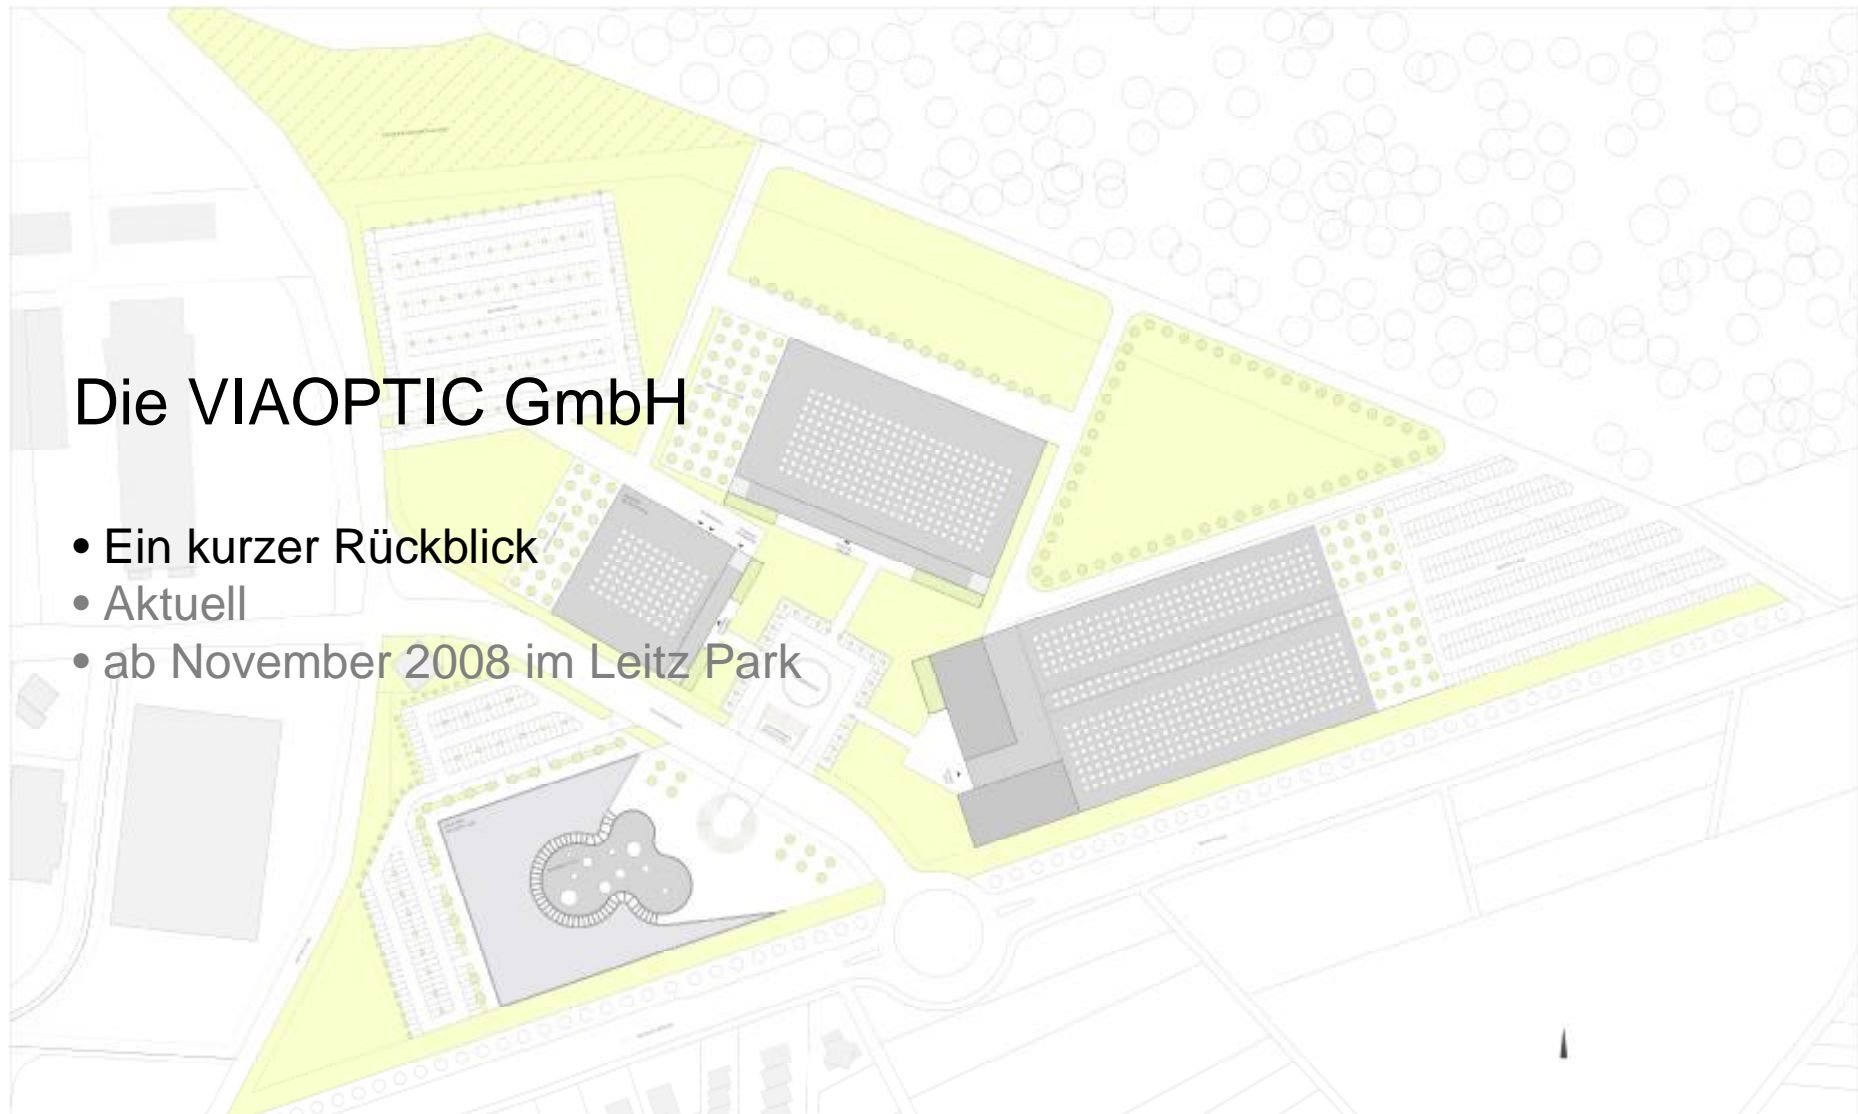 Die VIAOPTIC GmbH
• Ein kurzer Rückblick
• Aktuell
• ab November 2008 im Leitz Park